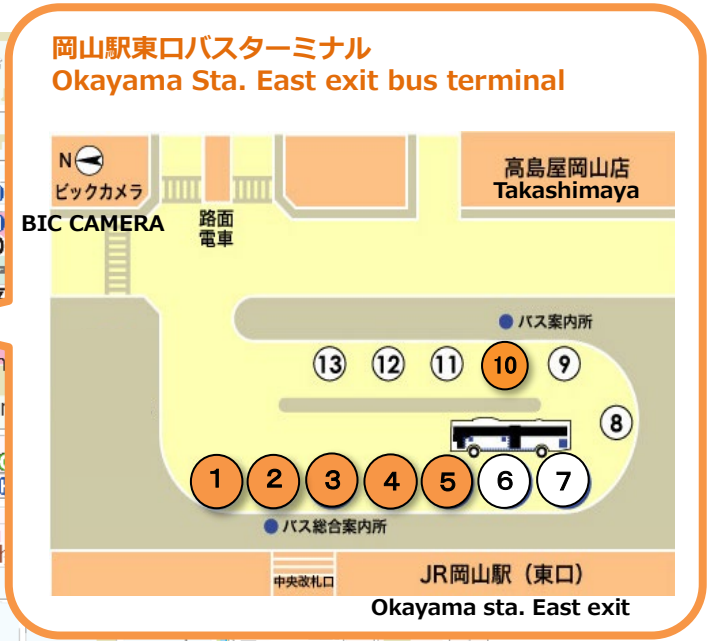 岡山駅東口バスターミナル
Okayama Sta. East exit bus terminal
N
ビックカメラ
BIC CAMERA
路面
電車
高島屋岡山店
Takashimaya
バス案内所
13 12 11 10 9
8
1 2 3 4 5 6 7
バス総合案内所
中央改札口
JR岡山駅（東口）
Okayama sta. East exit